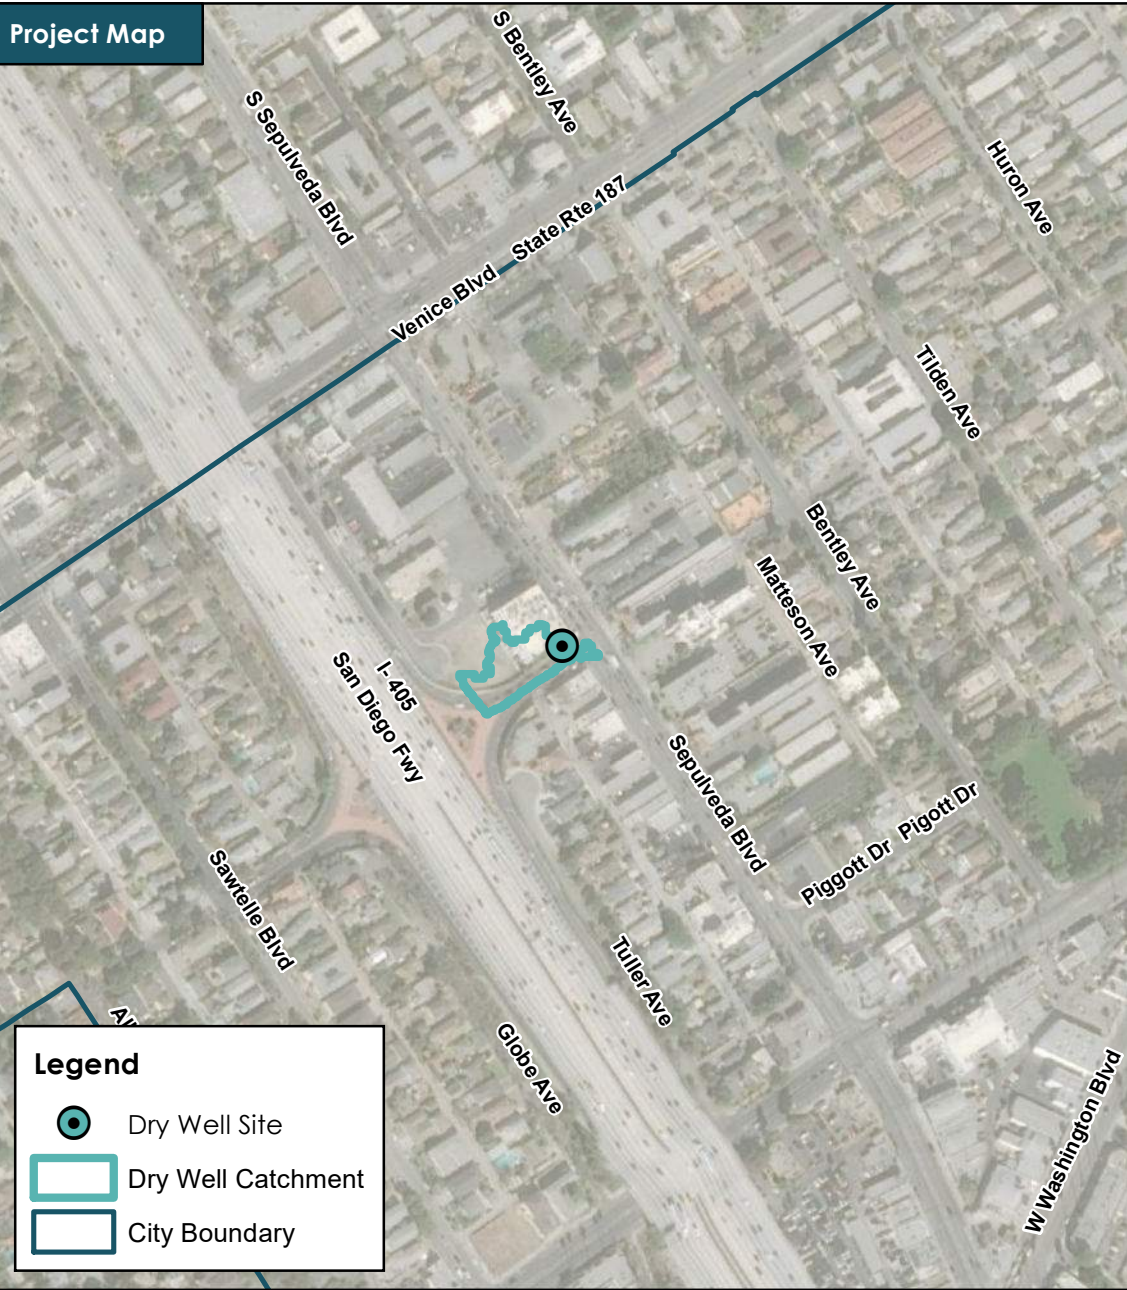 Project Map
S Bentley Ave
S Sepulveda Blvd
Huron Ave
State Rte 187
Venice Blvd
Tilden Ave
Bentley Ave
Matteson Ave
I- 405
San Diego Fwy
Sepulveda Blvd
Pigott Dr
Piggott Dr
Sawtelle Blvd
Tuller Ave
Globe Ave
W Washington Blvd
Legend
Dry Well Site
Dry Well Catchment
City Boundary